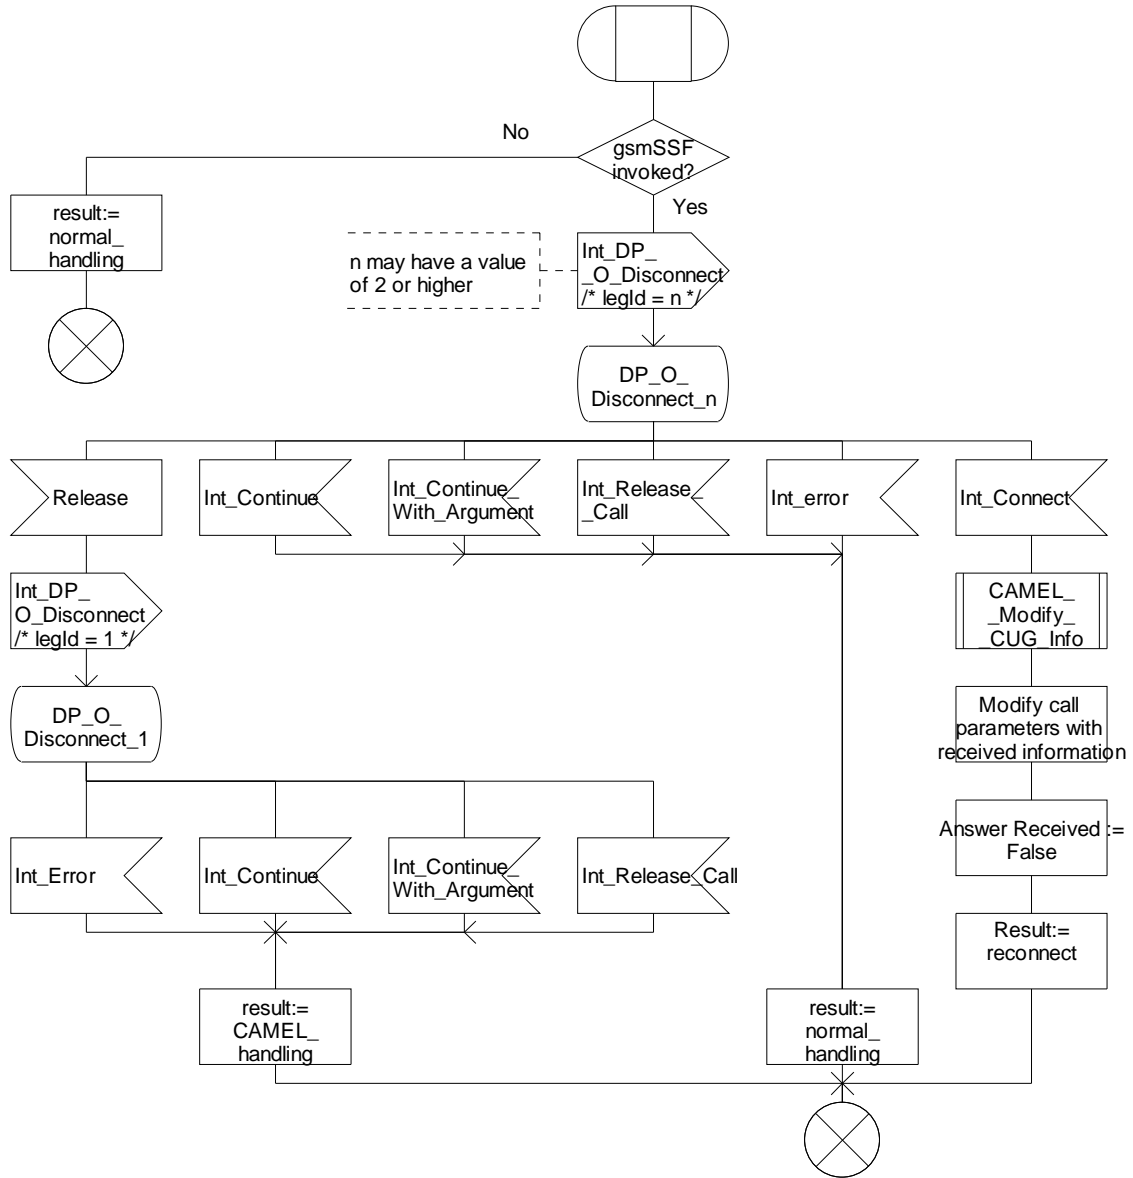 No
gsmSSF
invoked?
Yes
result:=
normal_
handling
n may have a value
of 2 or higher
Int_DP_
_O_Disconnect
/* legId = n */
DP_O_
Disconnect_n
Release
Int_Continue
Int_Continue_
With_Argument
Int_Release_
_Call
Int_error
Int_Connect
Int_DP_
O_Disconnect
/* legId = 1 */
CAMEL_
_Modify_
_CUG_Info
DP_O_
Disconnect_1
Modify call
parameters with
received information
Answer Received :=
False
Int_Error
Int_Continue
Int_Continue_
With_Argument
Int_Release_Call
Result:=
reconnect
result:=
CAMEL_
handling
result:=
normal_
handling